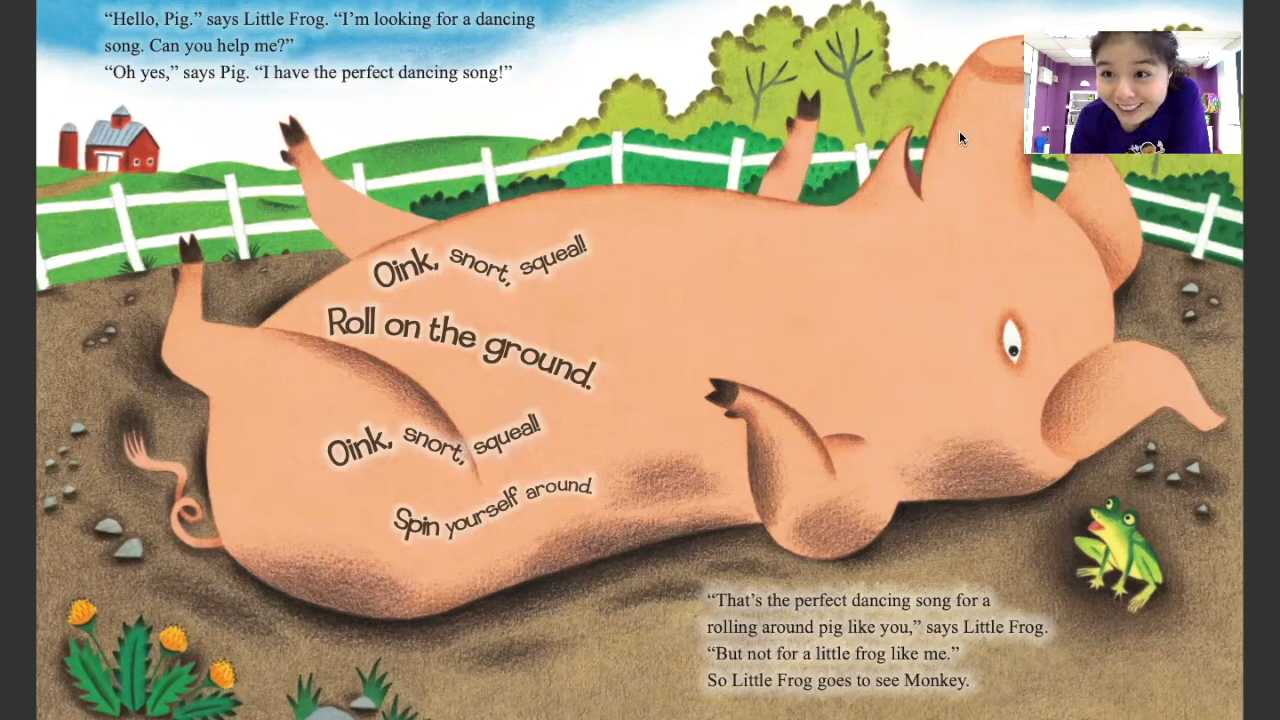 “Hello, Pig.” says Little Frog. “I’m looking for a dancing
song. Can you help me?”
“Oh yes,” says Pig. “I have the perfect dancing song!”
Oink, snort, squeal!
Roll on the ground.
Oink, snort, squeal!
Spin yourself around.
“That’s the perfect dancing song for a
rolling around pig like you,” says Little Frog.
“But not for a little frog like me.”
So Little Frog goes to see Monkey.